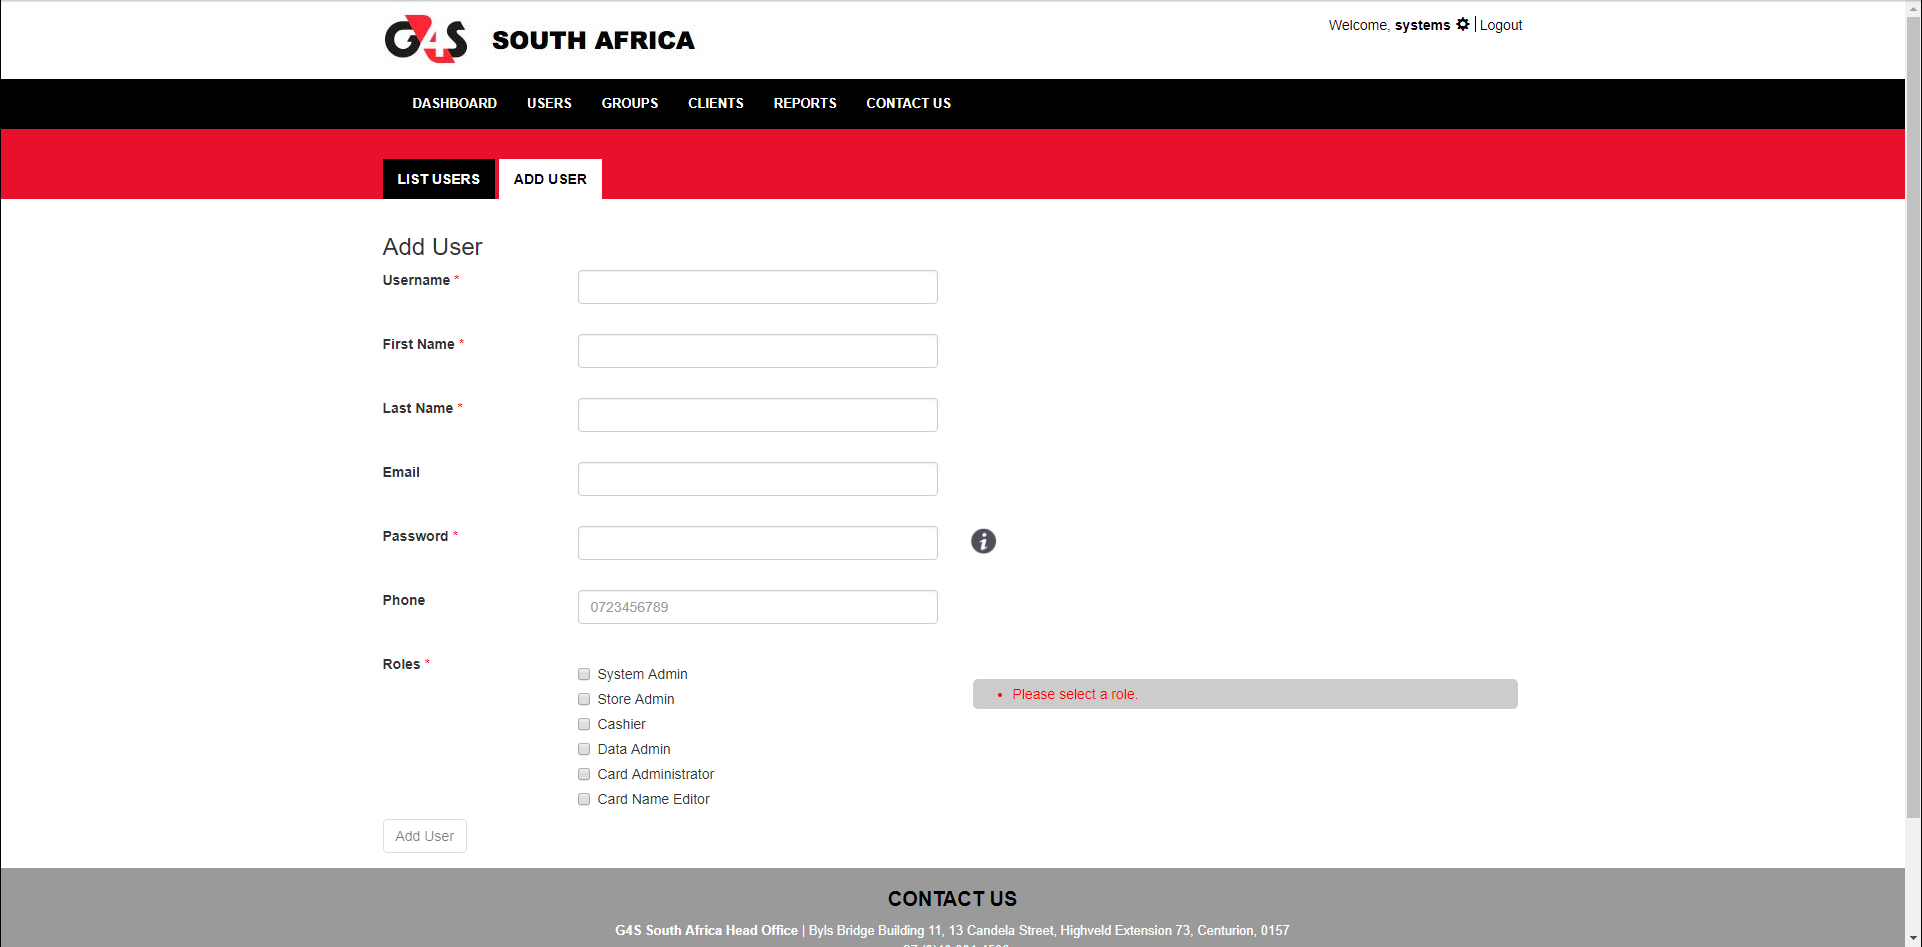 G4S SOUTH AFRICA
Welcome, systems | Logout
DASHBOARD USERS GROUPS CLIENTS REPORTS CONTACT US
LIST USERS ADD USER
Add User
Username *
First Name *
Last Name *
Email
Password *
i
Phone 0723456789
Roles *
System Admin
Store Admin
Cashier
Data Admin
Card Administrator
Card Name Editor
• Please select a role.
Add User
CONTACT US
G4S South Africa Head Office | Byls Bridge Building 11, 13 Candela Street, Highveld Extension 73, Centurion, 0157